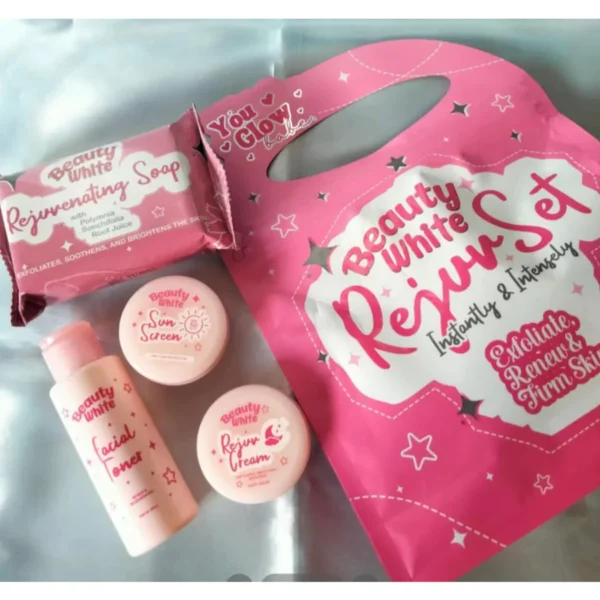 You
Glow
babe
Beauty
White
Rejuvenating Soap
with
Polymnia
Sonchifolia
Root Juice
EXFOLIATES, SOOTHENS, AND BRIGHTENS THE SKIN
Beauty
White
Rejuv Set
Instantly & Intensely
Exfoliate,
Renew &
Firm Skin
Beauty
White
Sun
Screen
Beauty
White
Facial
Toner
Beauty
White
Rejuv
Cream